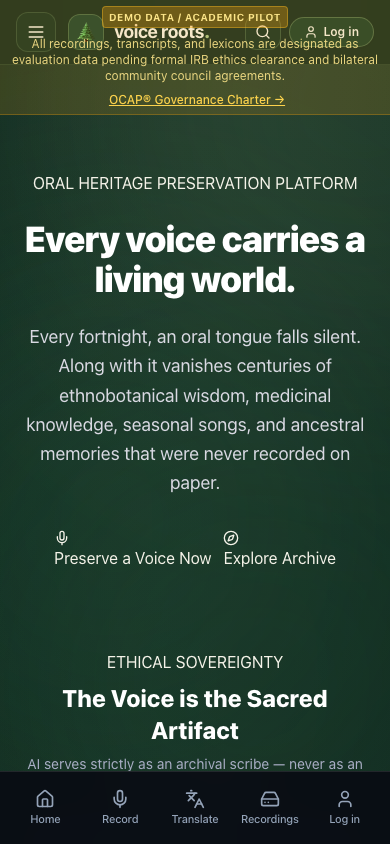 DEMO DATA / ACADEMIC PILOT
voice roots.
Log in
All recordings, transcripts, and lexicons are designated as
evaluation data pending formal IRB ethics clearance and bilateral
community council agreements.
OCAP® Governance Charter →
ORAL HERITAGE PRESERVATION PLATFORM
Every voice carries a
living world.
Every fortnight, an oral tongue falls silent.
Along with it vanishes centuries of
ethnobotanical wisdom, medicinal
knowledge, seasonal songs, and ancestral
memories that were never recorded on
paper.
Preserve a Voice Now
Explore Archive
ETHICAL SOVEREIGNTY
The Voice is the Sacred
Artifact
AI serves strictly as an archival scribe — never as an
Home
Record
Translate
Recordings
Log in